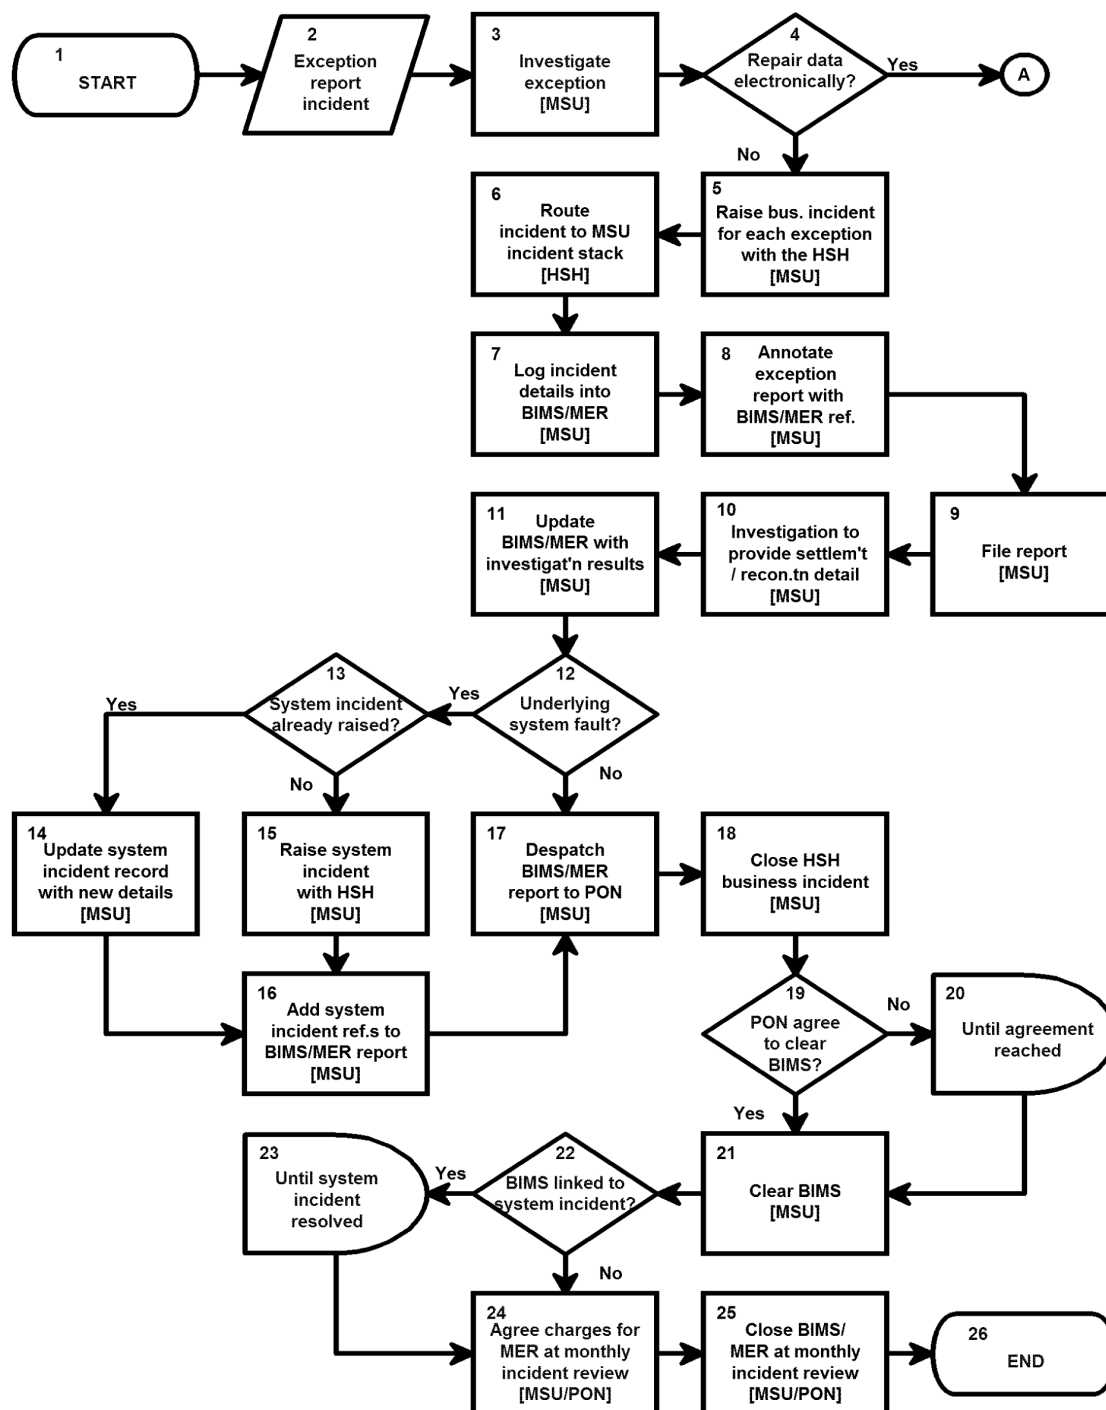 1
START
2
Exception
report
incident
3
Investigate
exception
[MSU]
4
Repair data
electronically?
Yes
A
No
5
Raise bus. incident
for each exception
with the HSH
[MSU]
6
Route
incident to MSU
incident stack
[HSH]
7
Log incident
details into
BIMS/MER
[MSU]
8
Annotate
exception
report with
BIMS/MER ref.
[MSU]
9
File report
[MSU]
10
Investigation to
provide settlem't
/ recon.tn detail
[MSU]
11
Update
BIMS/MER with
investigat'n results
[MSU]
12
Underlying
system fault?
Yes
No
13
System incident
already raised?
Yes
No
14
Update system
incident record
with new details
[MSU]
15
Raise system
incident
with HSH
[MSU]
16
Add system
incident ref.s to
BIMS/MER report
[MSU]
17
Despatch
BIMS/MER
report to PON
[MSU]
18
Close HSH
business incident
[MSU]
19
PON agree
to clear
BIMS?
No
Yes
20
Until agreement
reached
21
Clear BIMS
[MSU]
22
BIMS linked to
system incident?
Yes
No
23
Until system
incident
resolved
24
Agree charges for
MER at monthly
incident review
[MSU/PON]
25
Close BIMS/
MER at monthly
incident review
[MSU/PON]
26
END